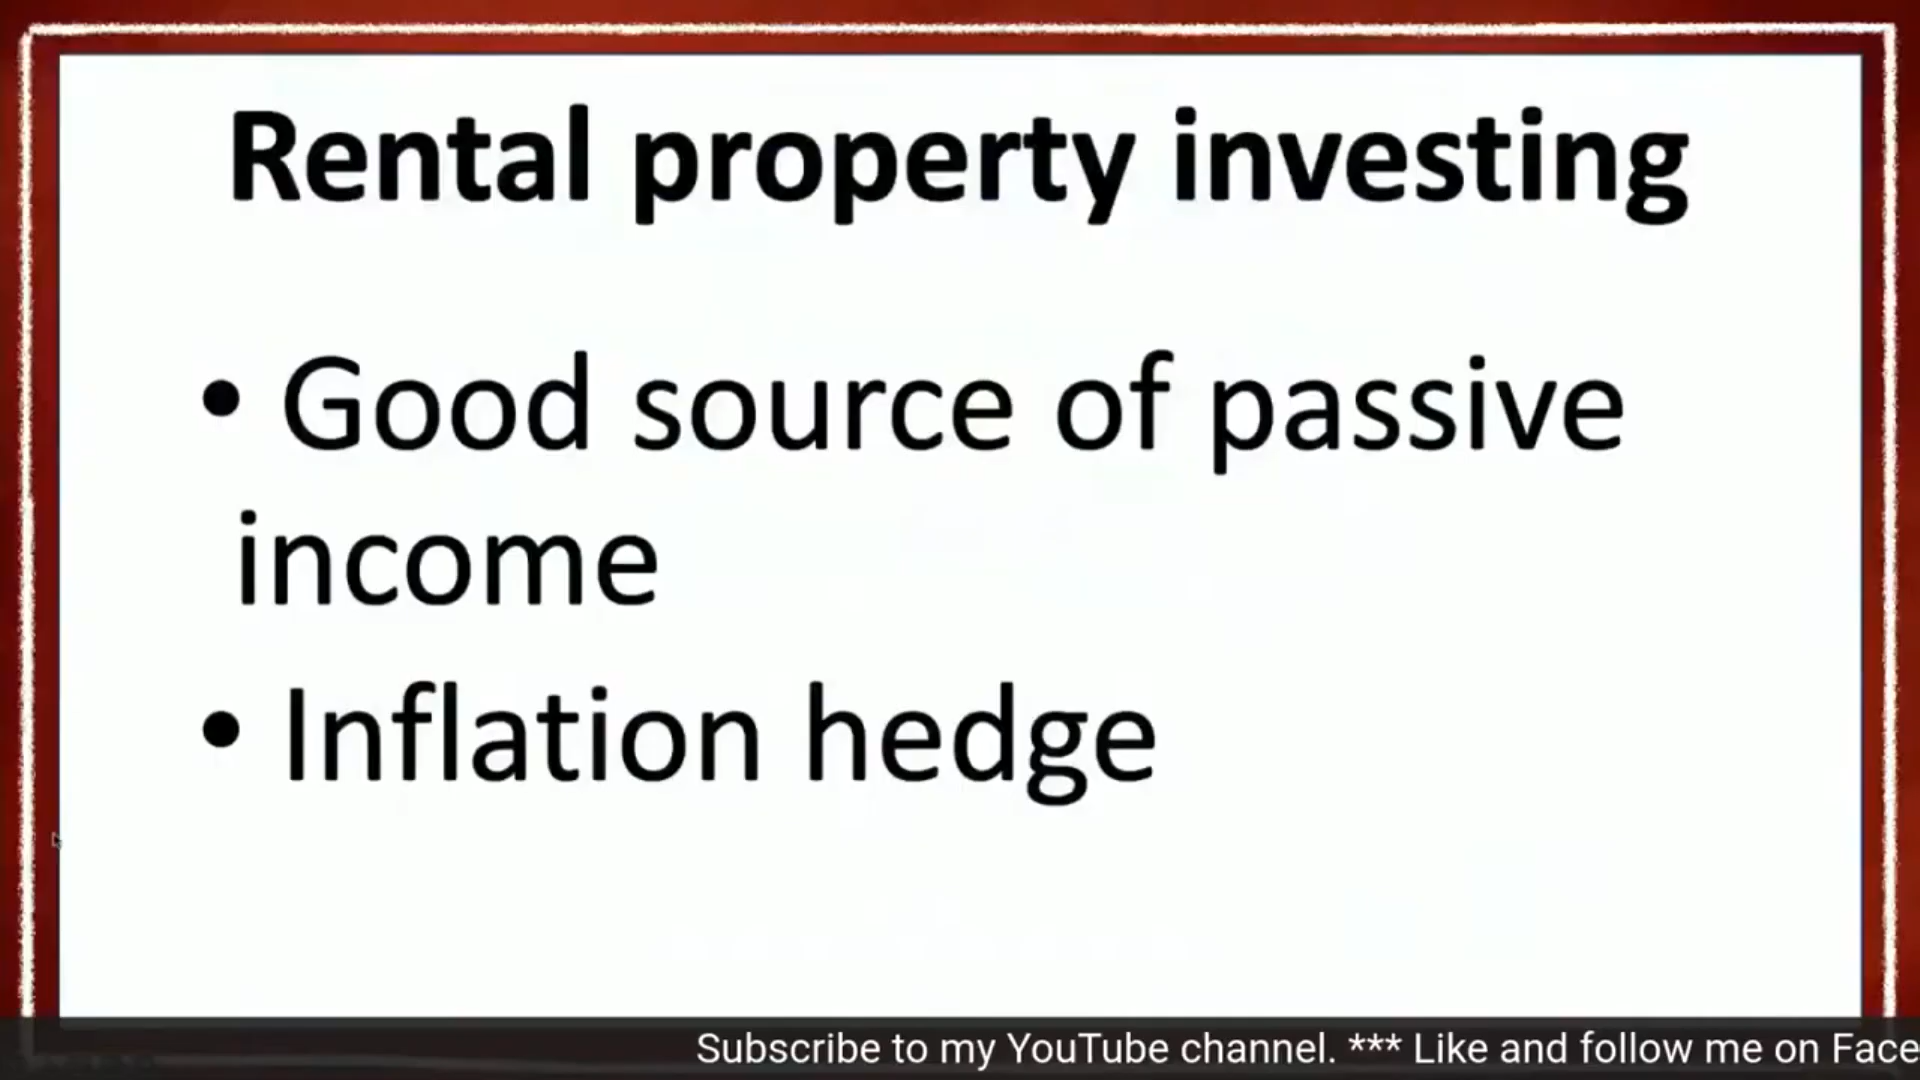 Rental property investing
• Good source of passive
income
• Inflation hedge
Subscribe to my YouTube channel. *** Like and follow me on Face